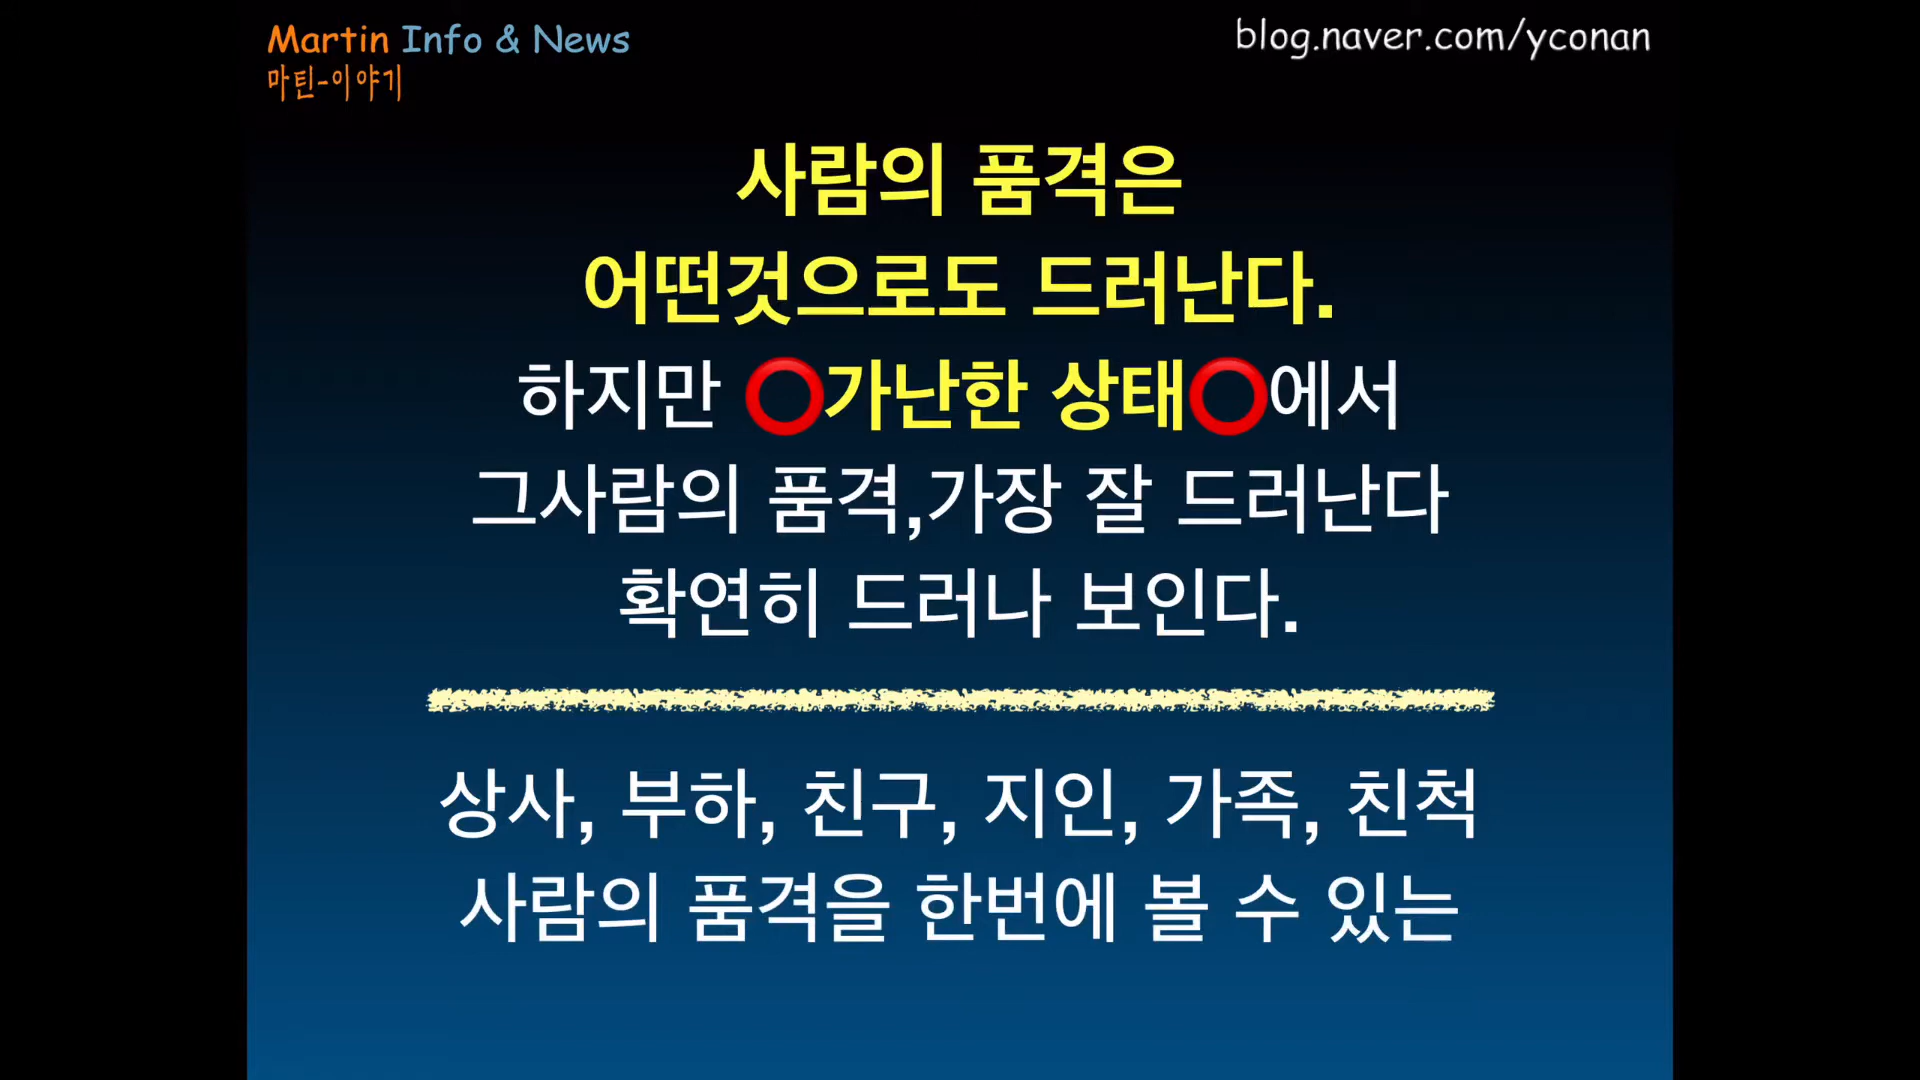 Martin Info & News
마틴-이야기
blog.naver.com/yconan
사람의 품격은
어떤것으로도 드러난다.
하지만 ⭕가난한 상태⭕에서
그사람의 품격,가장 잘 드러난다
확연히 드러나 보인다.
상사, 부하, 친구, 지인, 가족, 친척
사람의 품격을 한번에 볼 수 있는